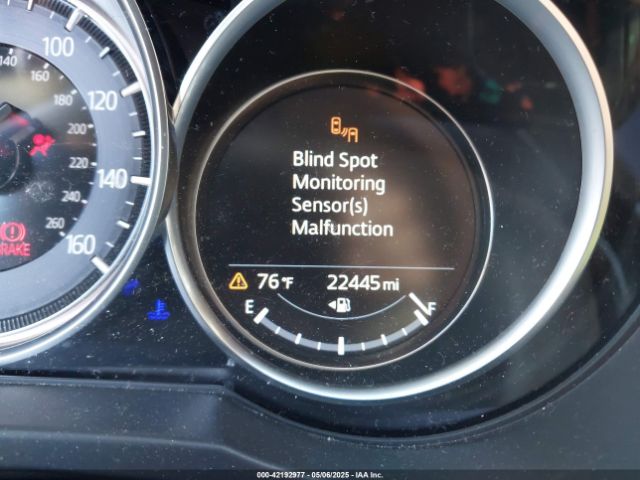 140
160
180
200
220
240
260
100
120
140
160
BRAKE
Blind Spot
Monitoring
Sensor(s)
Malfunction
76°F 22445 mi
E F
000-42192977 - 05/06/2025 - IAAI, Inc.